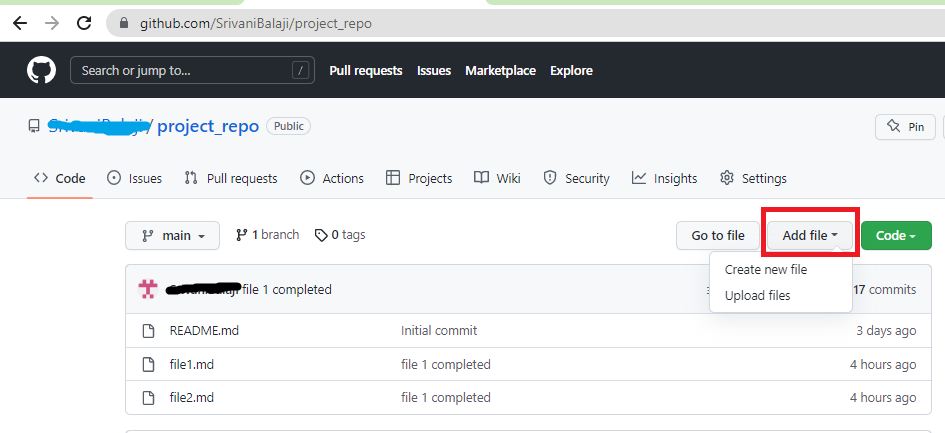 github.com/SrivaniBalaji/project_repo
Search or jump to... /
Pull requests Issues Marketplace Explore
/ project_repo Public
Pin
Code Issues Pull requests Actions Projects Wiki Security Insights Settings
main 1 branch 0 tags Go to file Add file Code
Create new file
Upload files
file 1 completed 17 commits
README.md Initial commit 3 days ago
file1.md file 1 completed 4 hours ago
file2.md file 1 completed 4 hours ago